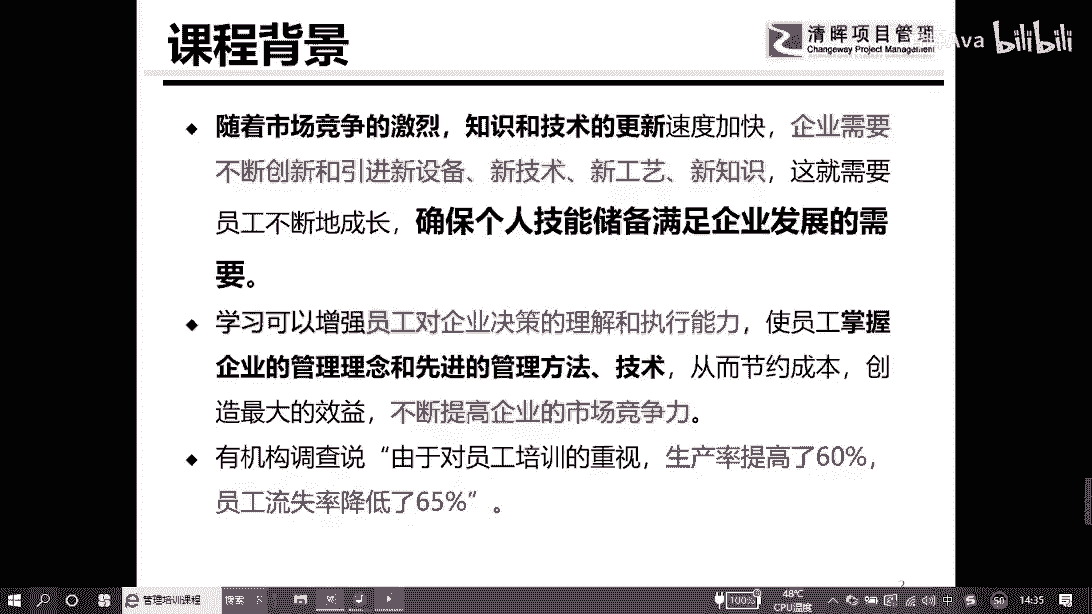 课程背景
清晖项目管理
Changeway Project Management
Ava bilibili
◆ 随着市场竞争的激烈，知识和技术的更新速度加快，企业需要
不断创新和引进新设备、新技术、新工艺、新知识，这就需要
员工不断地成长，确保个人技能储备满足企业发展的需
要。
◆ 学习可以增强员工对企业决策的理解和执行能力，使员工掌握
企业的管理理念和先进的管理方法、技术，从而节约成本，创
造最大的效益，不断提高企业的市场竞争力。
◆ 有机构调查说“由于对员工培训的重视，生产率提高了60%，
员工流失率降低了65%”。
2
管理培训课程
搜索
100%
48℃
CPU温度
中
50
14:35